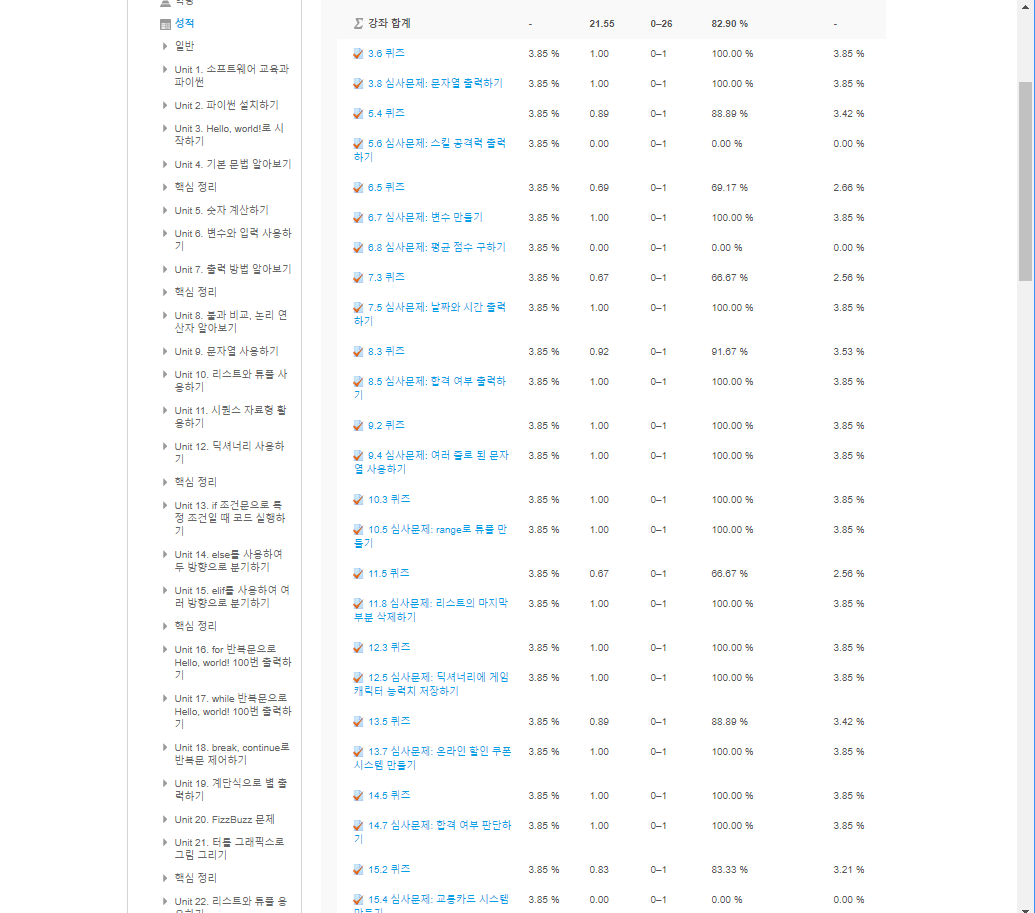 성적
일반
Unit 1. 소프트웨어 교육과
파이썬
Unit 2. 파이썬 설치하기
Unit 3. Hello, world!로 시
작하기
Unit 4. 기본 문법 알아보기
핵심 정리
Unit 5. 숫자 계산하기
Unit 6. 변수와 입력 사용하
기
Unit 7. 출력 방법 알아보기
핵심 정리
Unit 8. 불과 비교, 논리 연
산자 알아보기
Unit 9. 문자열 사용하기
Unit 10. 리스트와 튜플 사
용하기
Unit 11. 시퀀스 자료형 활
용하기
Unit 12. 딕셔너리 사용하
기
핵심 정리
Unit 13. if 조건문으로 특
정 조건일 때 코드 실행하
기
Unit 14. else를 사용하여
두 방향으로 분기하기
Unit 15. elif를 사용하여 여
러 방향으로 분기하기
핵심 정리
Unit 16. for 반복문으로
Hello, world! 100번 출력하
기
Unit 17. while 반복문으로
Hello, world! 100번 출력하
기
Unit 18. break, continue로
반복문 제어하기
Unit 19. 계단식으로 별 출
력하기
Unit 20. FizzBuzz 문제
Unit 21. 터틀 그래픽스로
그림 그리기
핵심 정리
Unit 22. 리스트와 튜플 응
Σ 강좌 합계 - 21.55 0–26 82.90 % -
3.6 퀴즈 3.85 % 1.00 0–1 100.00 % 3.85 %
3.8 심사문제: 문자열 출력하기 3.85 % 1.00 0–1 100.00 % 3.85 %
5.4 퀴즈 3.85 % 0.89 0–1 88.89 % 3.42 %
5.6 심사문제: 스킬 공격력 출력 3.85 % 0.00 0–1 0.00 % 0.00 %
하기
6.5 퀴즈 3.85 % 0.69 0–1 69.17 % 2.66 %
6.7 심사문제: 변수 만들기 3.85 % 1.00 0–1 100.00 % 3.85 %
6.8 심사문제: 평균 점수 구하기 3.85 % 0.00 0–1 0.00 % 0.00 %
7.3 퀴즈 3.85 % 0.67 0–1 66.67 % 2.56 %
7.5 심사문제: 날짜와 시간 출력 3.85 % 1.00 0–1 100.00 % 3.85 %
하기
8.3 퀴즈 3.85 % 0.92 0–1 91.67 % 3.53 %
8.5 심사문제: 합격 여부 출력하 3.85 % 1.00 0–1 100.00 % 3.85 %
기
9.2 퀴즈 3.85 % 1.00 0–1 100.00 % 3.85 %
9.4 심사문제: 여러 줄로 된 문자 3.85 % 1.00 0–1 100.00 % 3.85 %
열 사용하기
10.3 퀴즈 3.85 % 1.00 0–1 100.00 % 3.85 %
10.5 심사문제: range로 튜플 만 3.85 % 1.00 0–1 100.00 % 3.85 %
들기
11.5 퀴즈 3.85 % 0.67 0–1 66.67 % 2.56 %
11.8 심사문제: 리스트의 마지막 3.85 % 1.00 0–1 100.00 % 3.85 %
부분 삭제하기
12.3 퀴즈 3.85 % 1.00 0–1 100.00 % 3.85 %
12.5 심사문제: 딕셔너리에 게임 3.85 % 1.00 0–1 100.00 % 3.85 %
캐릭터 능력치 저장하기
13.5 퀴즈 3.85 % 0.89 0–1 88.89 % 3.42 %
13.7 심사문제: 온라인 할인 쿠폰 3.85 % 1.00 0–1 100.00 % 3.85 %
시스템 만들기
14.5 퀴즈 3.85 % 1.00 0–1 100.00 % 3.85 %
14.7 심사문제: 합격 여부 판단하 3.85 % 1.00 0–1 100.00 % 3.85 %
기
15.2 퀴즈 3.85 % 0.83 0–1 83.33 % 3.21 %
15.4 심사문제: 교통카드 시스템 3.85 % 0.00 0–1 0.00 % 0.00 %
만들기